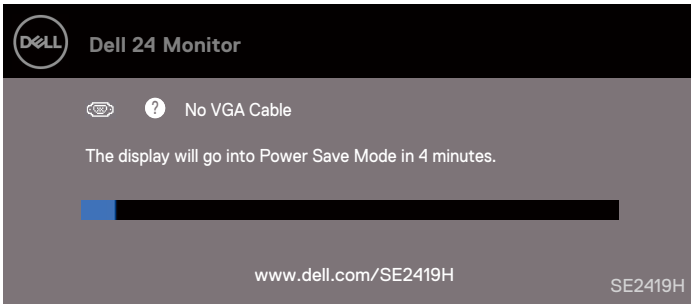 DELL
Dell 24 Monitor
? No VGA Cable
The display will go into Power Save Mode in 4 minutes.
www.dell.com/SE2419H
SE2419H